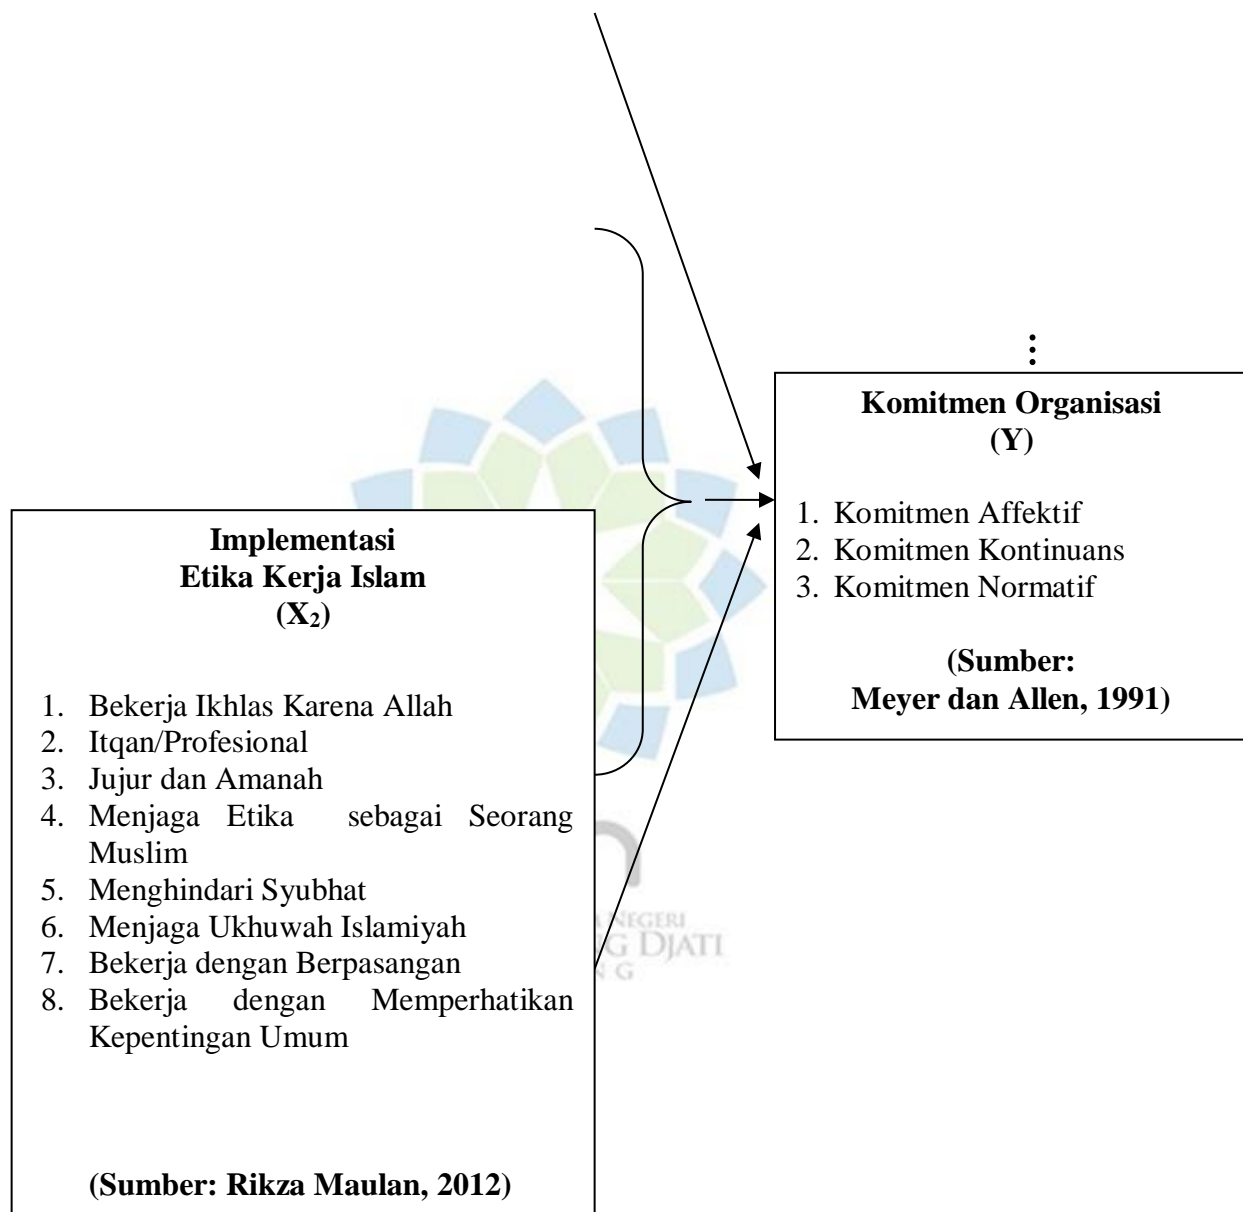 Implementasi
Etika Kerja Islam
(X₂)
1. Bekerja Ikhlas Karena Allah
2. Itqan/Profesional
3. Jujur dan Amanah
4. Menjaga Etika sebagai Seorang
Muslim
5. Menghindari Syubhat
6. Menjaga Ukhuwah Islamiyah
7. Bekerja dengan Berpasangan
8. Bekerja dengan Memperhatikan
Kepentingan Umum
(Sumber: Rikza Maulan, 2012)
⋮
Komitmen Organisasi
(Y)
1. Komitmen Affektif
2. Komitmen Kontinuans
3. Komitmen Normatif
(Sumber:
Meyer dan Allen, 1991)
NEGERI
G DJATI
N G